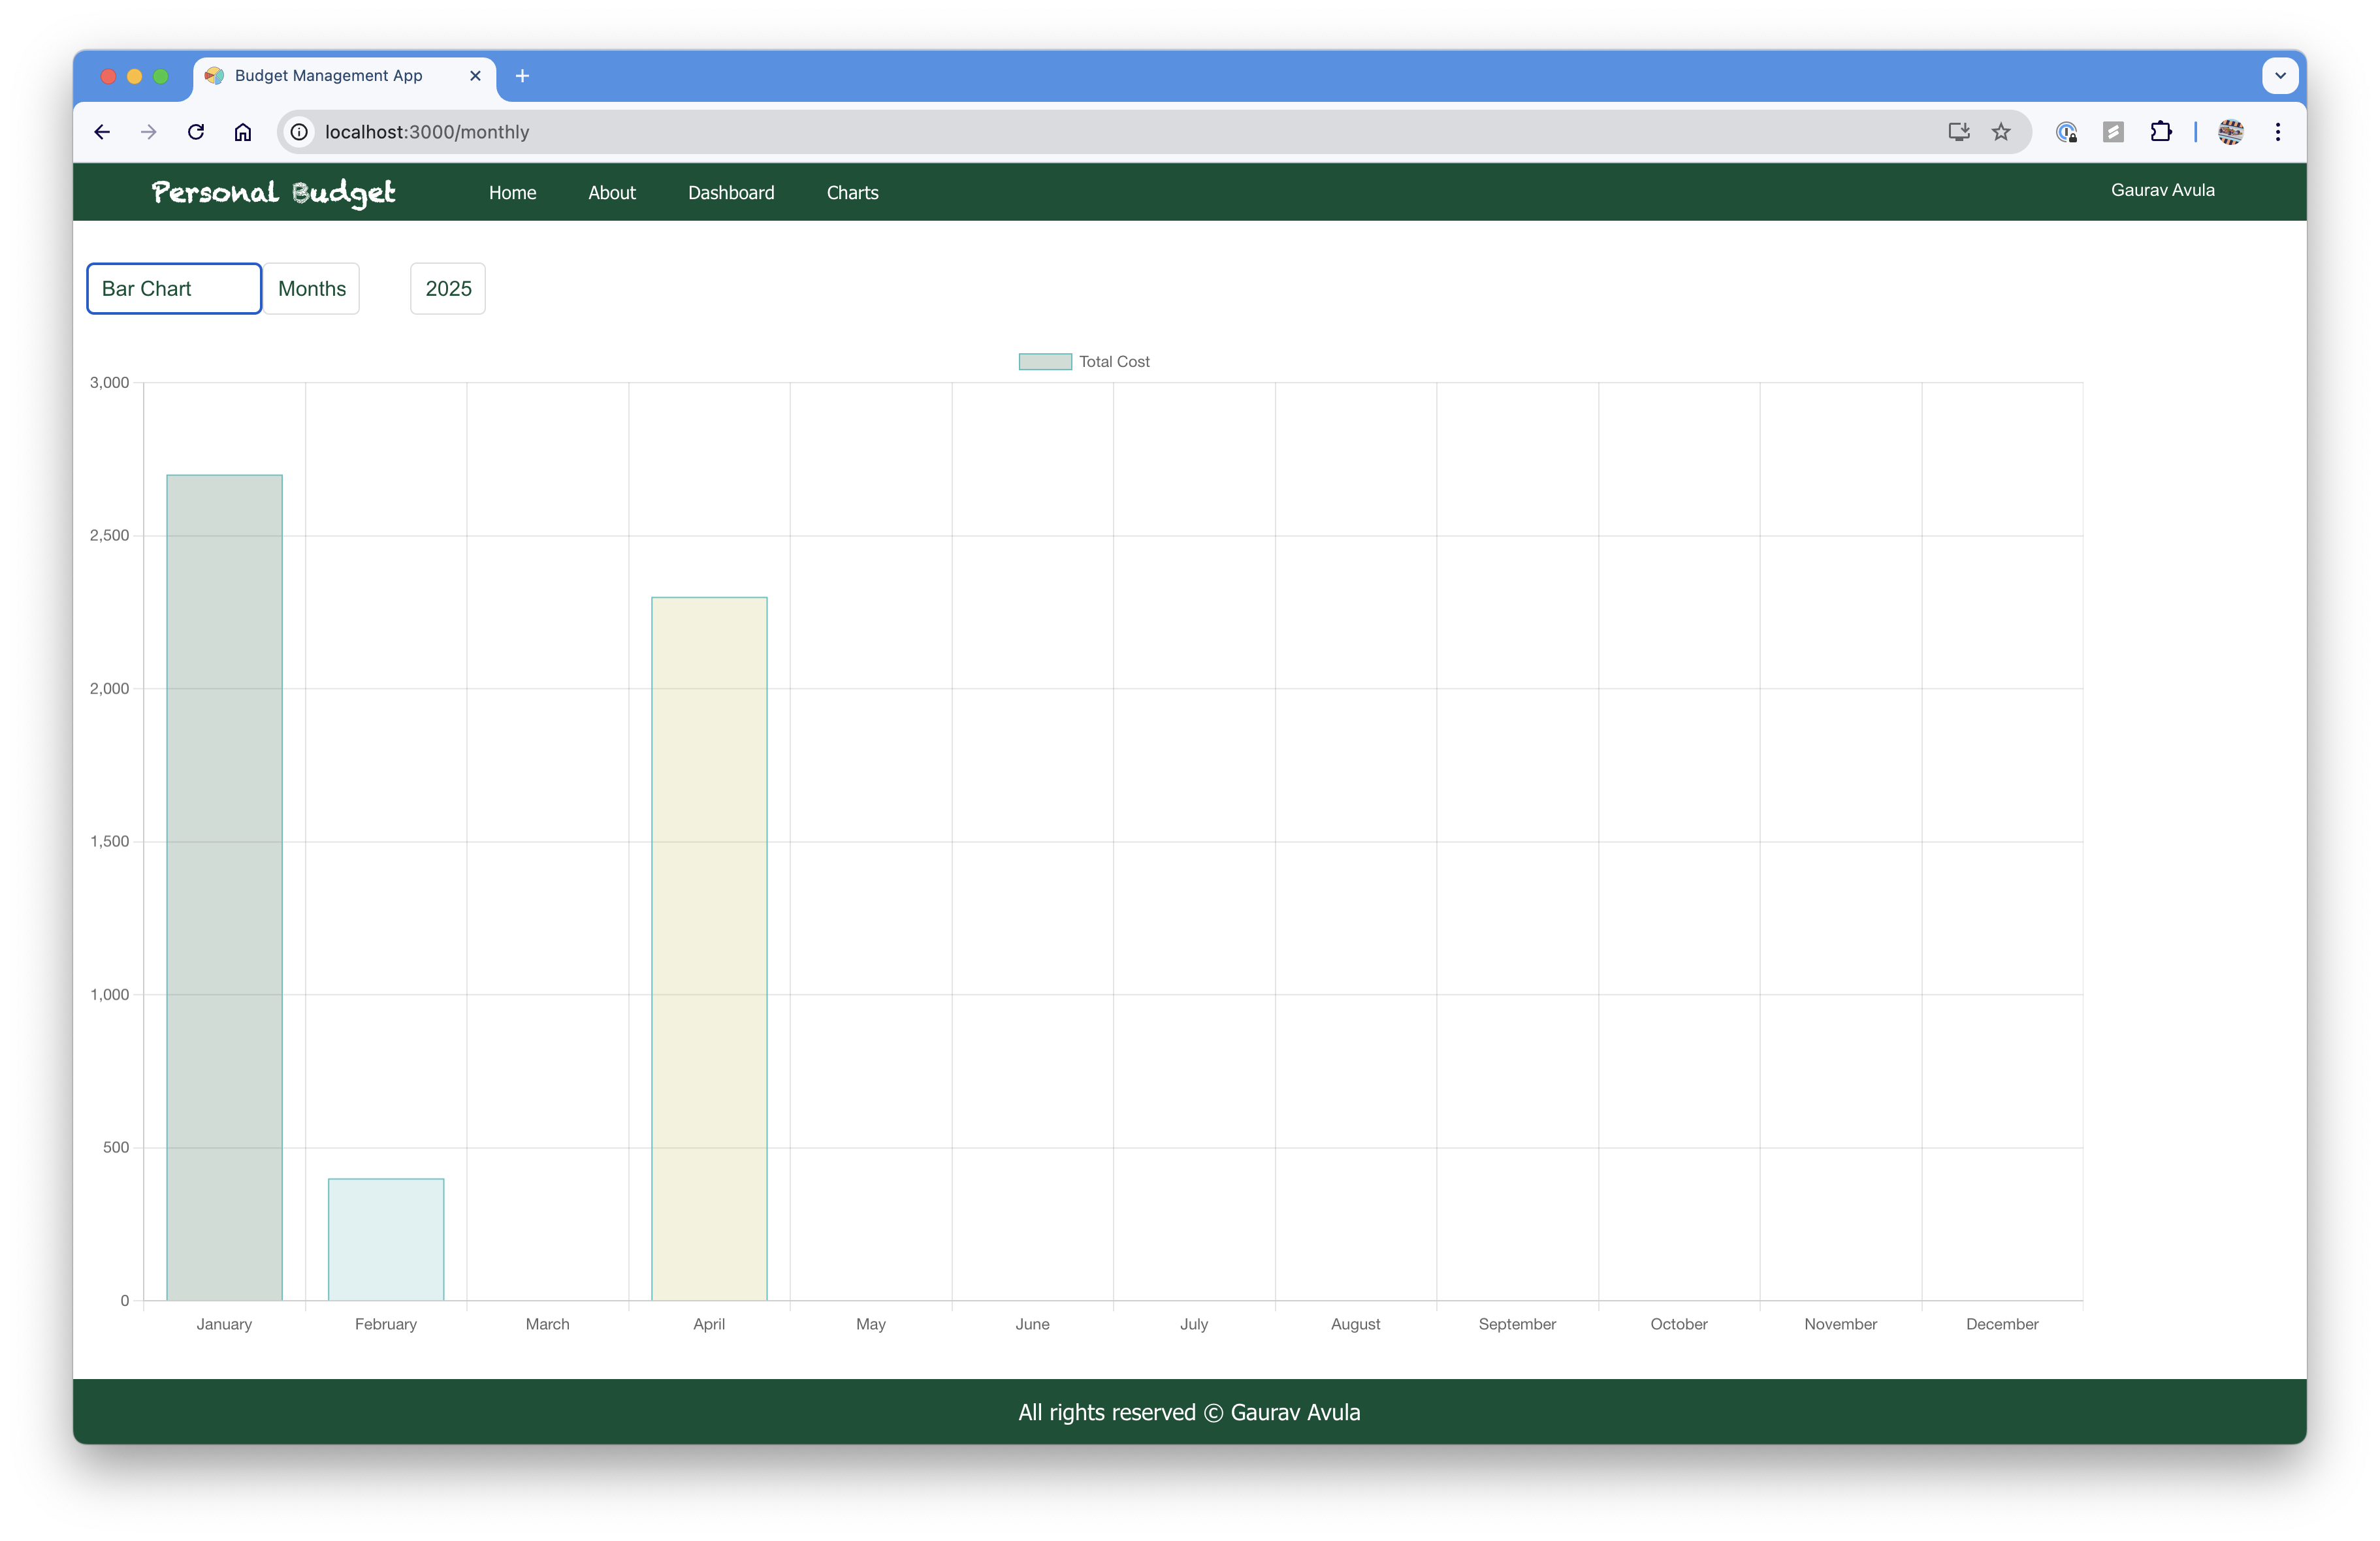 Budget Management App
localhost:3000/monthly
Personal Budget Home About Dashboard Charts Gaurav Avula
Bar Chart Months 2025
Total Cost
3,000
2,500
2,000
1,500
1,000
500
0
January February March April May June July August September October November December
All rights reserved © Gaurav Avula